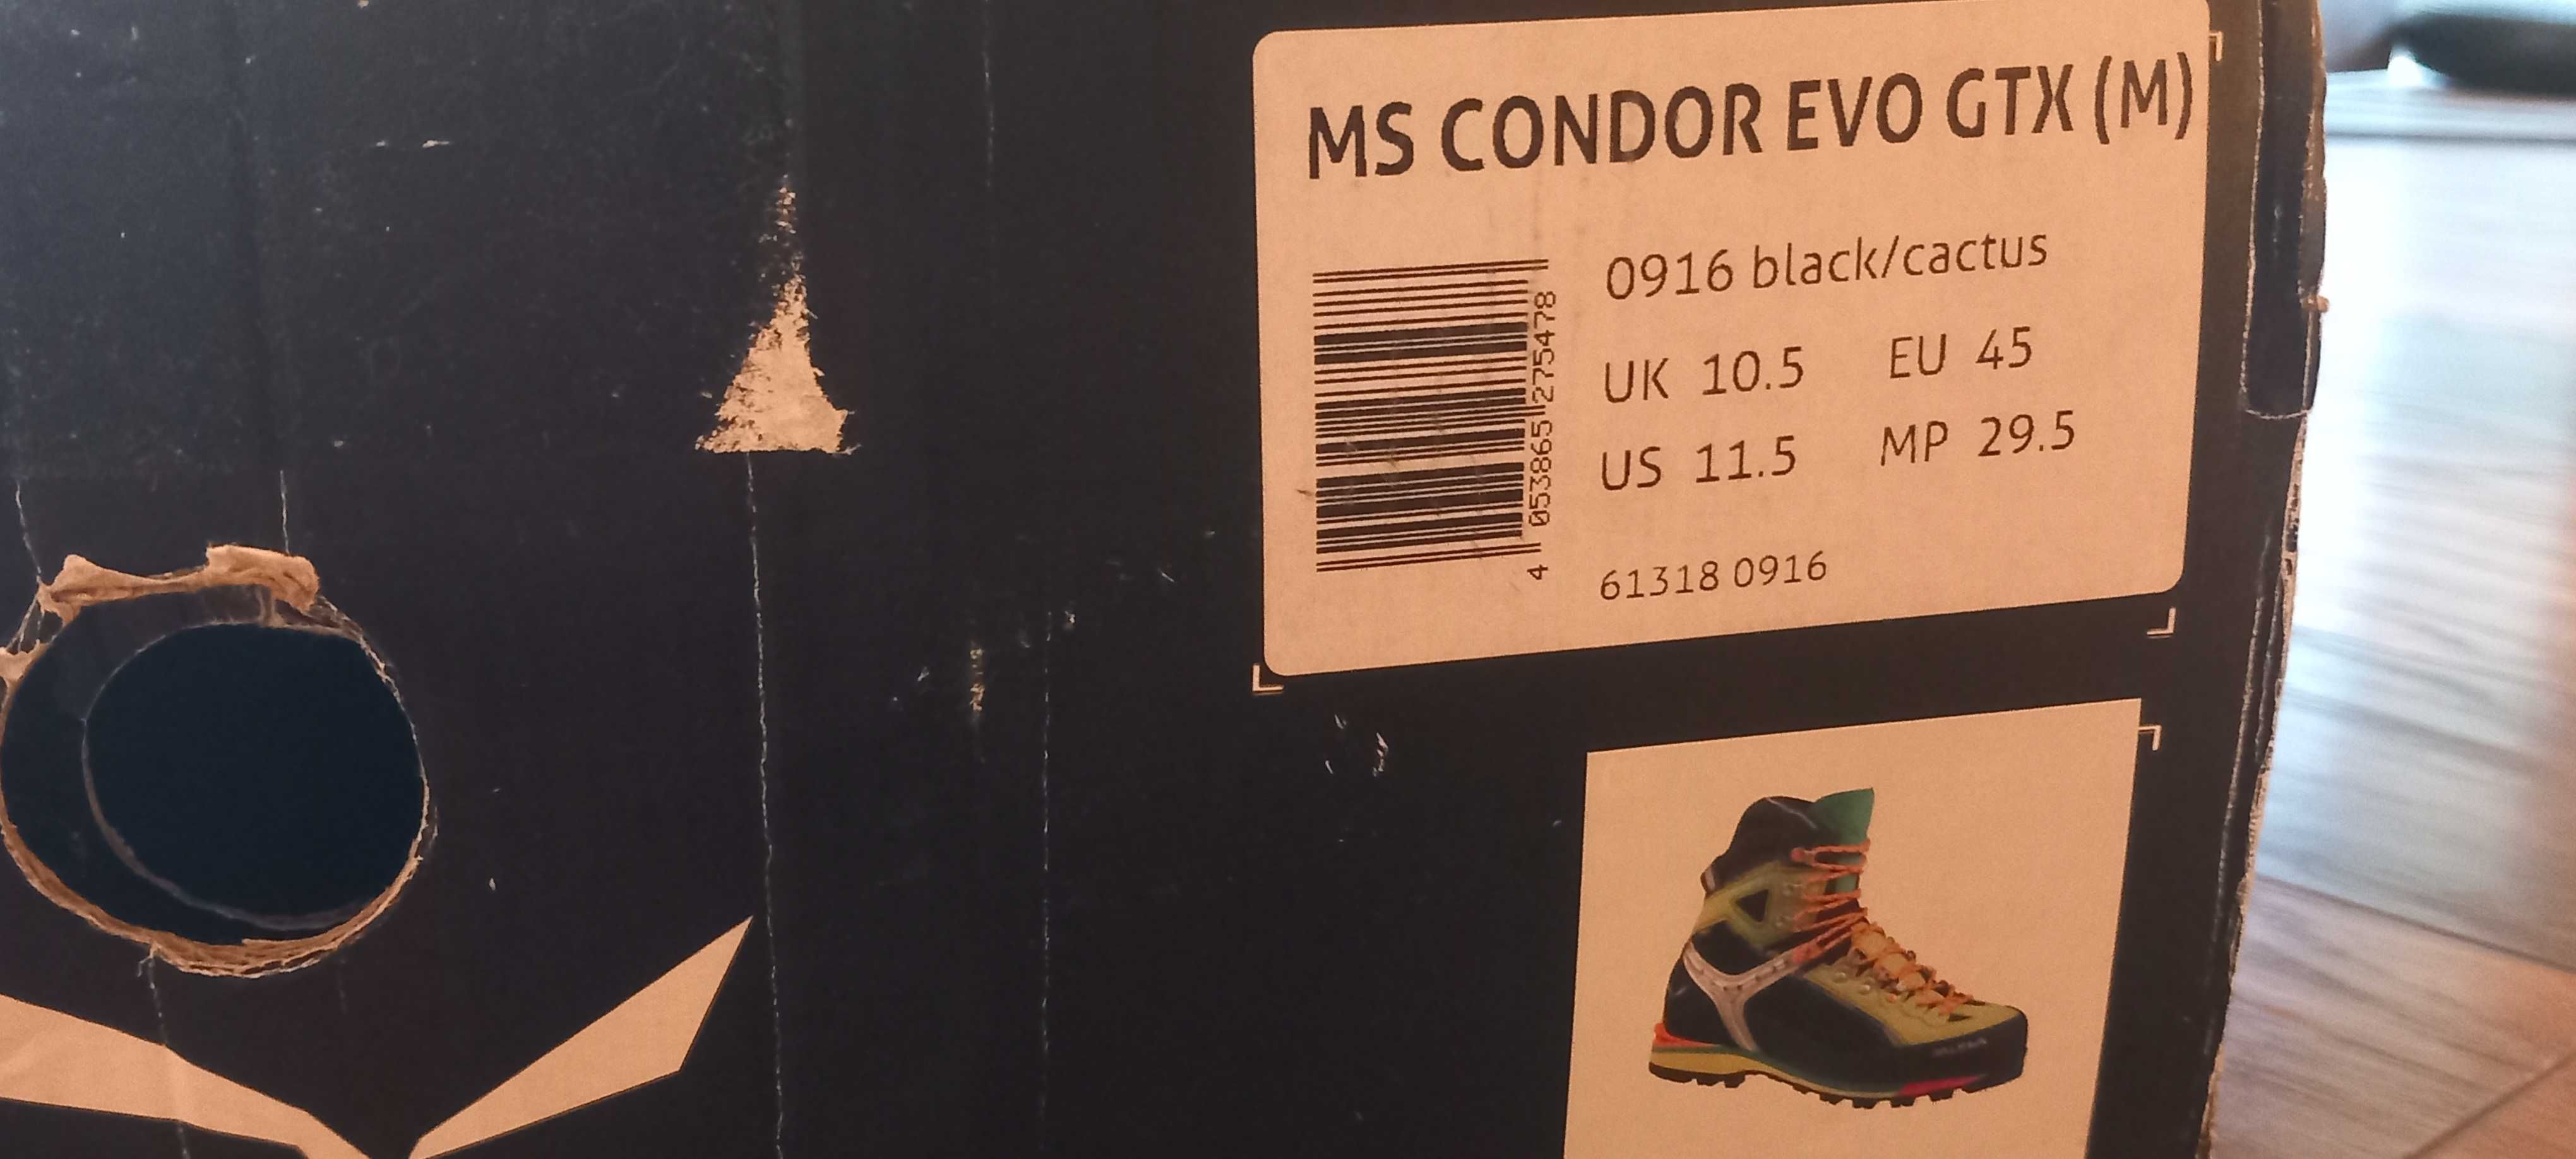 MS CONDOR EVO GTX (M)
0916 black/cactus
UK 10.5 EU 45
US 11.5 MP 29.5
61318 0916
4 053865 275478